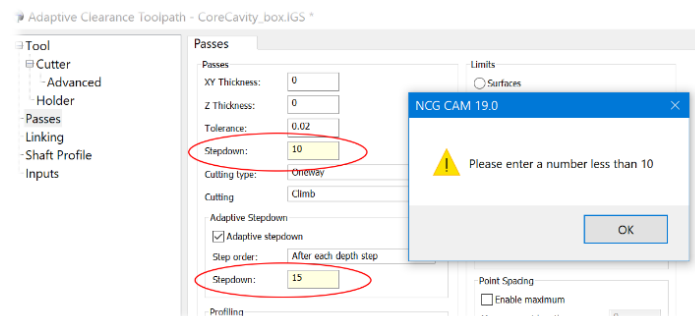 Adaptive Clearance Toolpath - CoreCavity_box.IGS *
Tool
Cutter
Advanced
Holder
Passes
Linking
Shaft Profile
Inputs
Passes
Passes
XY Thickness: 0
Z Thickness: 0
Tolerance: 0.02
Stepdown: 10
Cutting type: Oneway
Cutting Climb
Adaptive Stepdown
Adaptive stepdown
Step order: After each depth step
Stepdown: 15
Profiling
Limits
Surfaces
NCG CAM 19.0
Please enter a number less than 10
OK
Point Spacing
Enable maximum